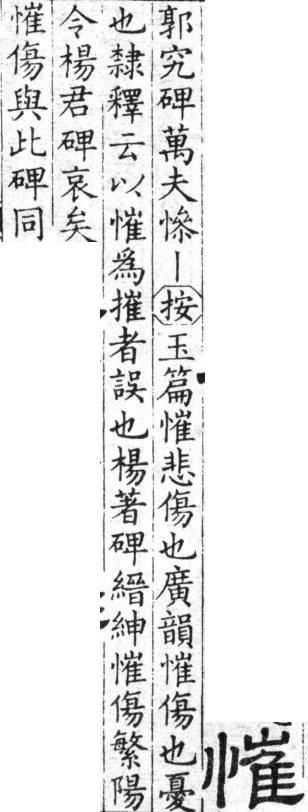 慛
郭究碑萬夫慘丨按玉篇慛悲傷也廣韻慛傷也憂
也隸釋云以慛爲摧者誤也楊著碑縉紳慛傷繁陽
令楊君碑哀矣
慛傷與此碑同